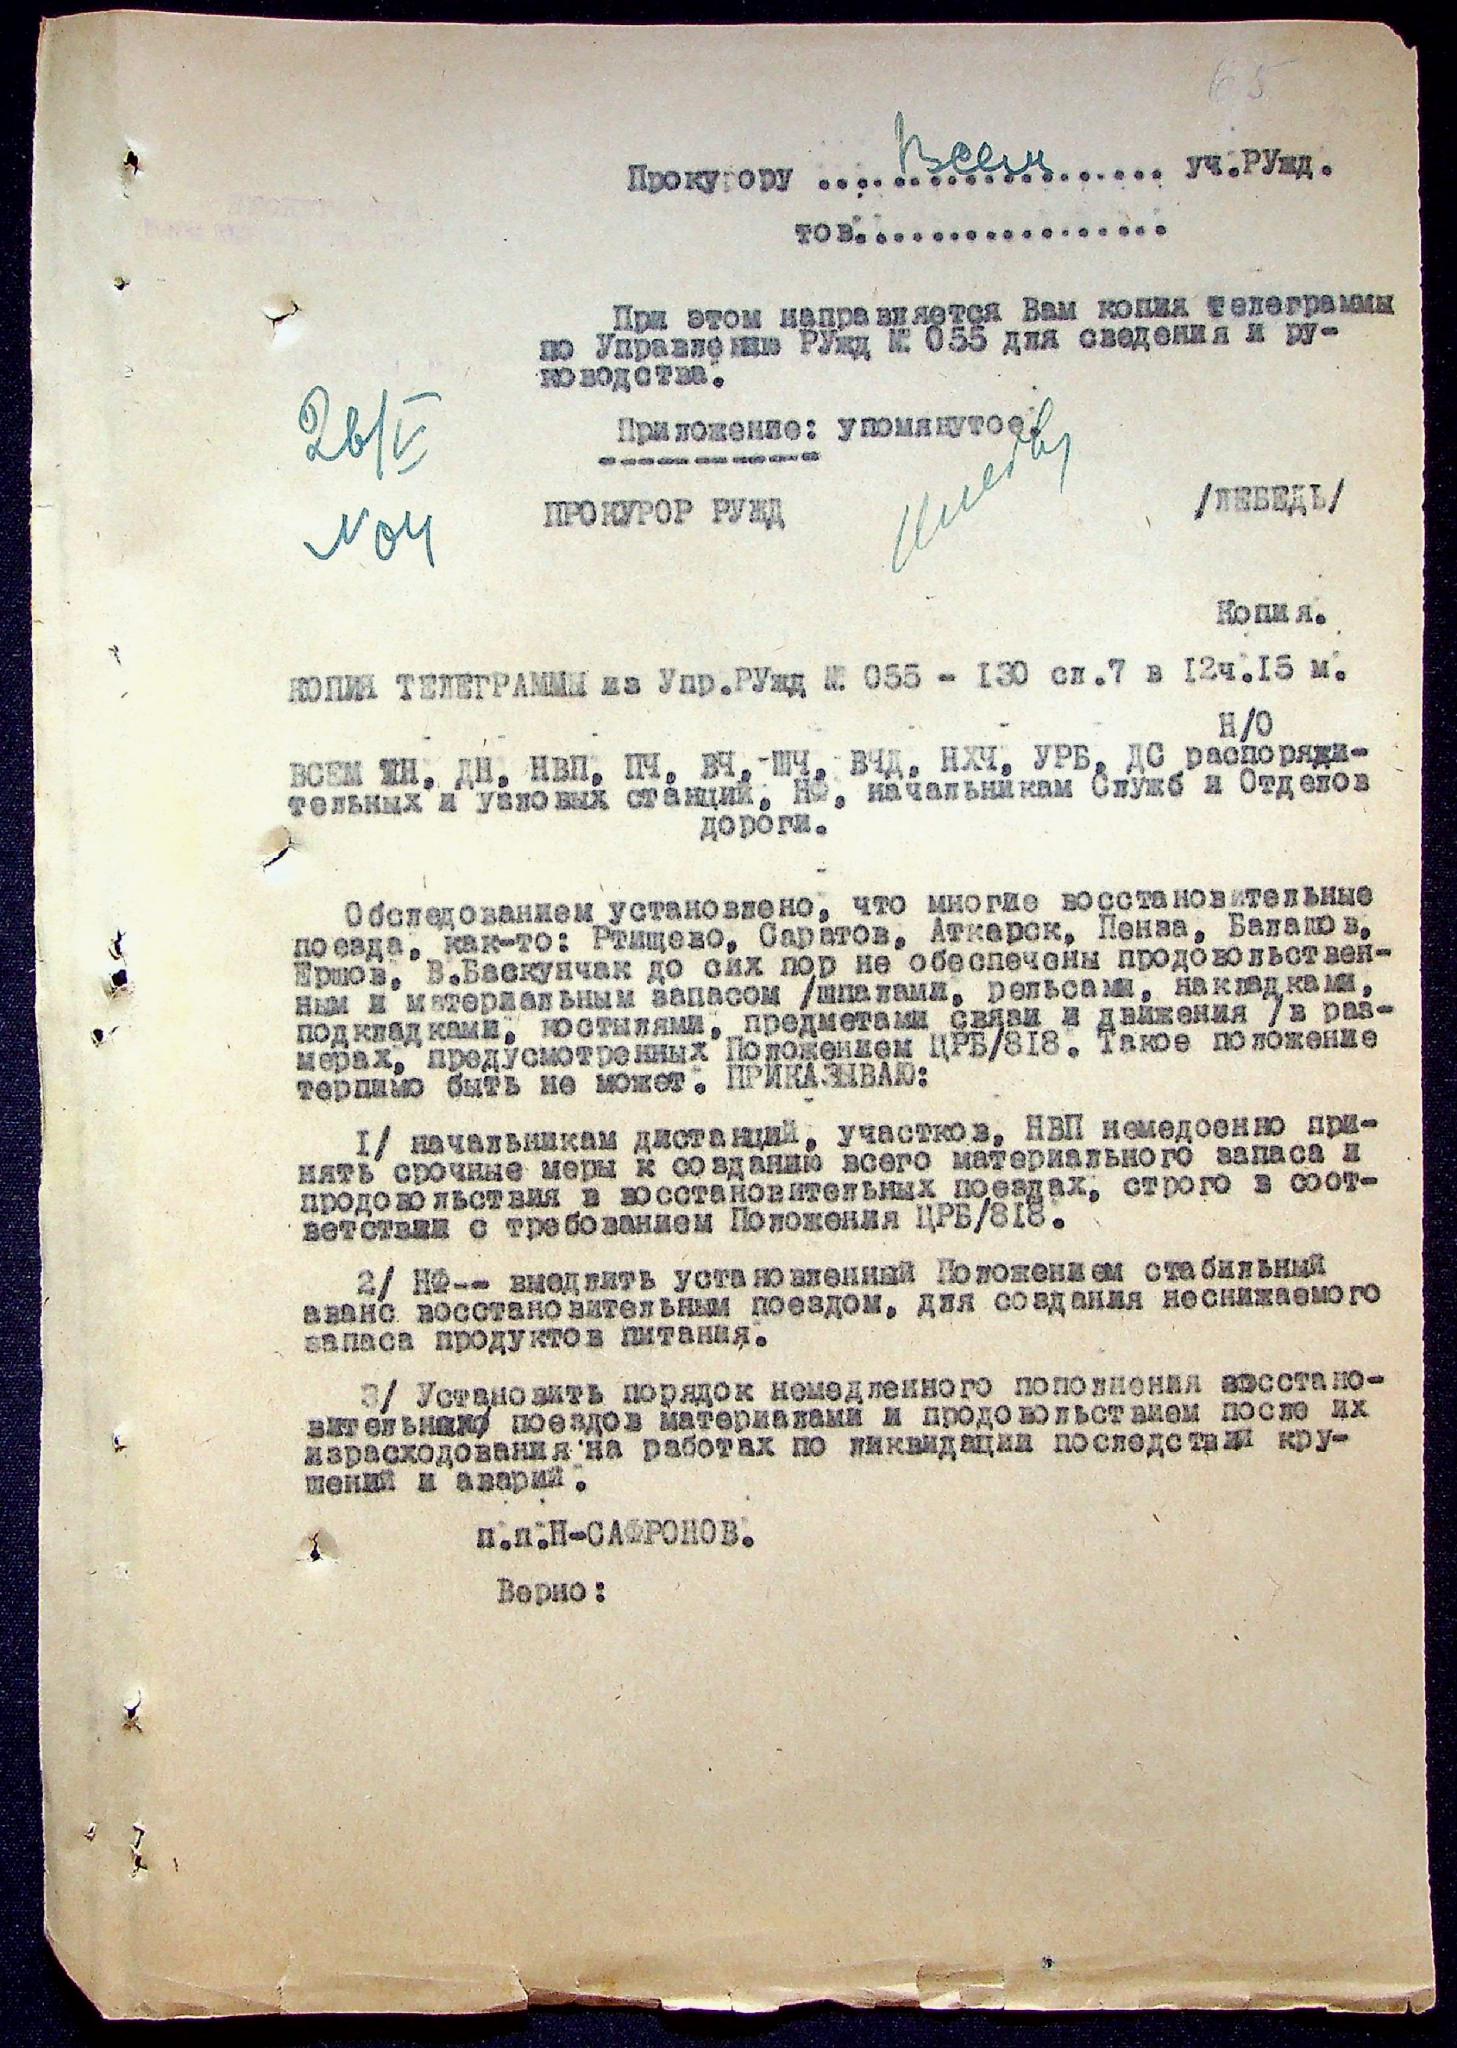 65
Прокурору ....Всем...... уч.РУжд.
тов..................
При этом направляется Вам копия телеграммы
по Управлению РУжд № 055 для сведения и ру-
ководства.
Приложение: упомянутое.
26/V
№ 04
ПРОКУРОР РУЖД /ЛЕБЕДЬ/
Копия.
КОПИЯ ТЕЛЕГРАММЫ из Упр.РУжд № 055 - 130 сл.7 в 12ч.15 м.
Н/О
ВСЕМ ТН, ДН, НВП, ПЧ, ВЧ, ШЧ, ВЧД, НХЧ, УРБ, ДС распоряди-
тельных и узловых станций, НФ, начальникам Служб и Отделов
дороги.
Обследованием установлено, что многие восстановительные
поезда, как-то: Ртищево, Саратов, Аткарск, Пенза, Балашов,
Ершов, В.Баскунчак до сих пор не обеспечены продовольствен-
ным и материальным запасом /шпалами, рельсами, накладками,
подкладками, костылями, предметами связи и движения /в раз-
мерах, предусмотренных Положением ЦРБ/818. Такое положение
терпимо быть не может. ПРИКАЗЫВАЮ:
1/ начальникам дистанций, участков, НВП немедоенно при-
нять срочные меры к созданию всего материального запаса и
продовольствия в восстановительных поездах, строго в соот-
ветствии с требованием Положения ЦРБ/818.
2/ НФ-- выедлить установленный Положением стабильный
аванс восстановительным поездом, для создания неснижаемого
запаса продуктов питания.
3/ Установить порядок немедленного пополнения восстано-
вительных поездов материалами и продовольствием после их
израсходования на работах по ликвидации последствий кру-
шений и аварий.
п.п.Н-САФРОНОВ.
Верно: